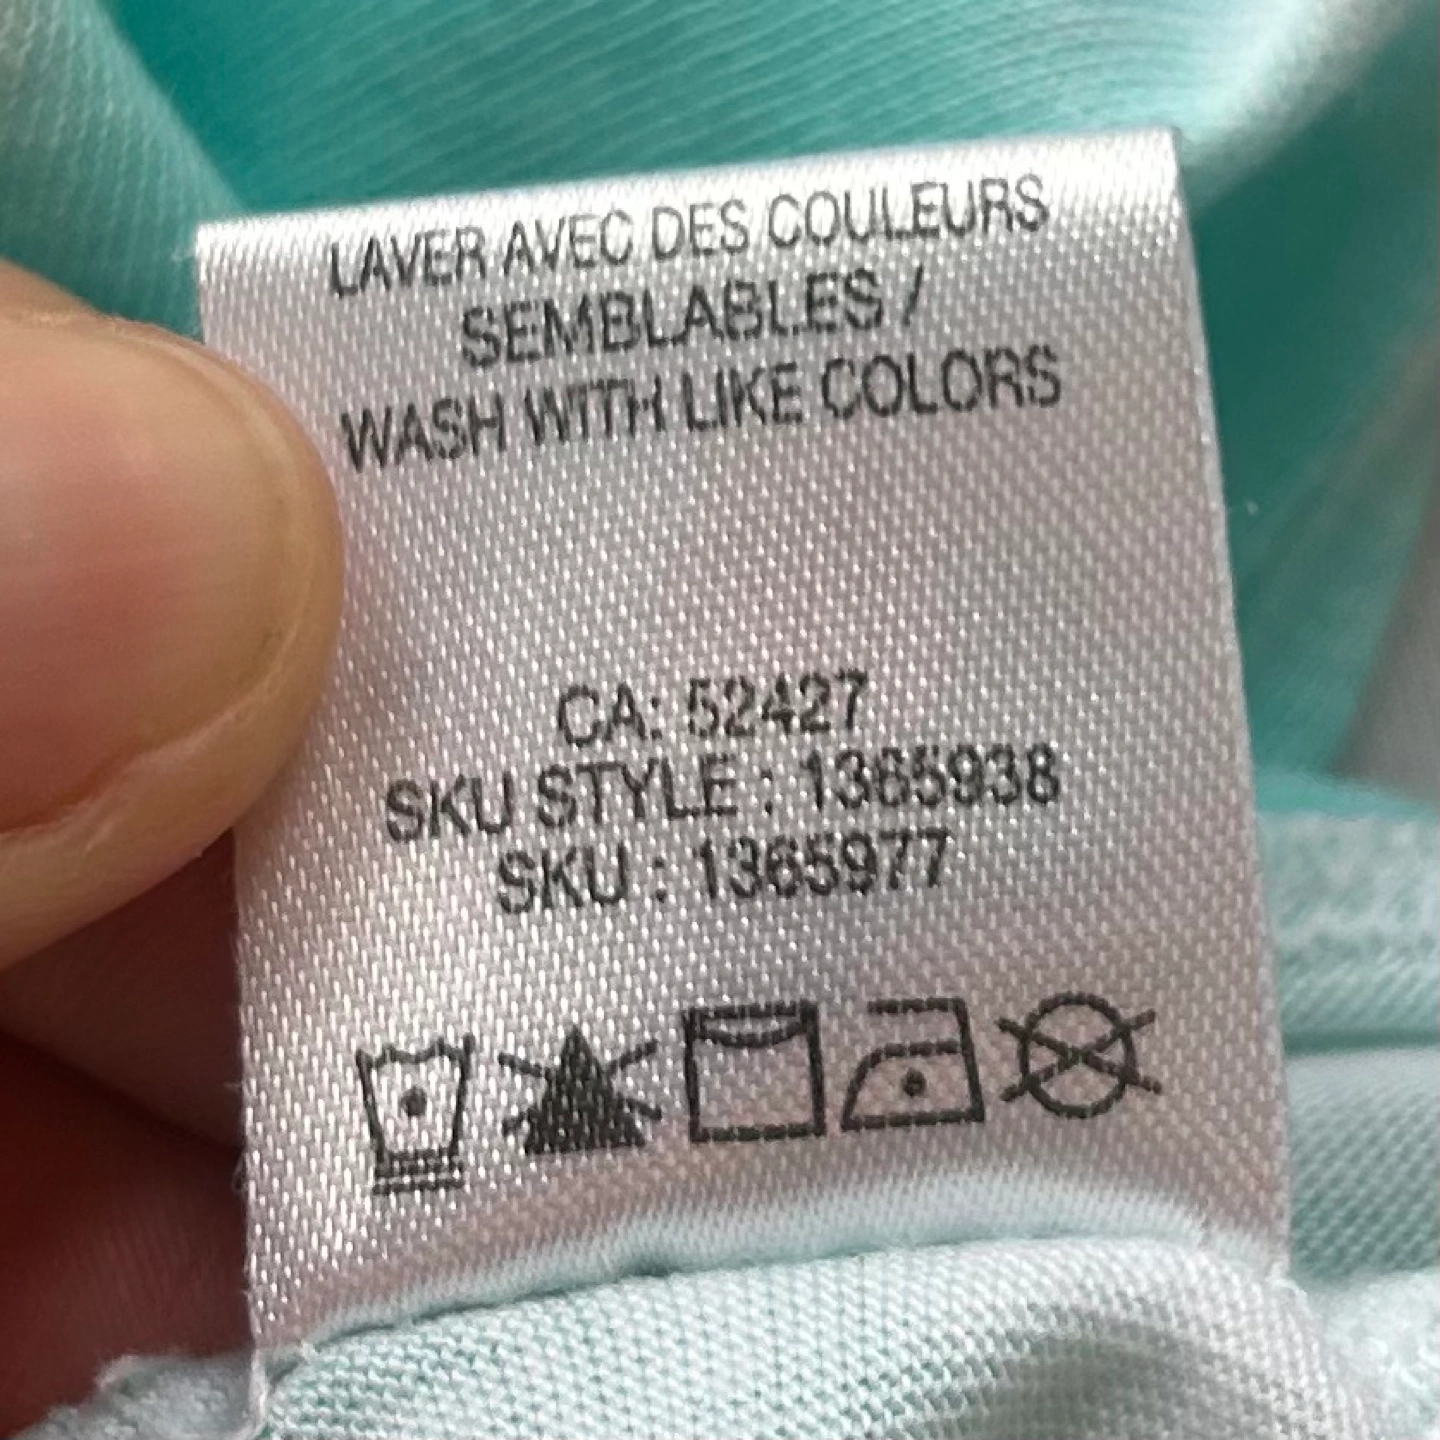 LAVER AVEC DES COULEURS
SEMBLABLES /
WASH WITH LIKE COLORS
CA: 52427
SKU STYLE : 1365938
SKU : 1365977